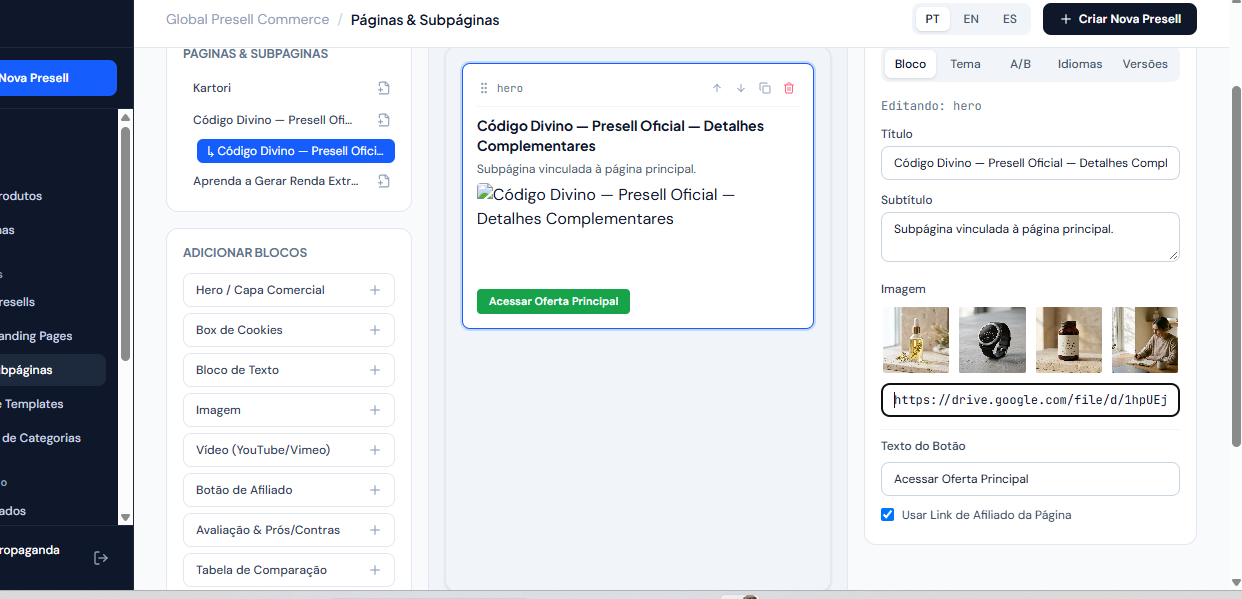 Global Presell Commerce / Páginas & Subpáginas
PT EN ES
+ Criar Nova Presell
Nova Presell
rodutos
resells
anding Pages
bpáginas
Templates
de Categorias
ados
ropaganda
PÁGINAS & SUBPÁGINAS
Kartori
Código Divino — Presell Ofi...
↳ Código Divino — Presell Ofici...
Aprenda a Gerar Renda Extr...
ADICIONAR BLOCOS
Hero / Capa Comercial +
Box de Cookies +
Bloco de Texto +
Imagem +
Vídeo (YouTube/Vimeo) +
Botão de Afiliado +
Avaliação & Prós/Contras +
Tabela de Comparação +
hero
Código Divino — Presell Oficial — Detalhes
Complementares
Subpágina vinculada à página principal.
Código Divino — Presell Oficial —
Detalhes Complementares
Acessar Oferta Principal
Bloco Tema A/B Idiomas Versões
Editando: hero
Título
Código Divino — Presell Oficial — Detalhes Compl
Subtítulo
Subpágina vinculada à página principal.
Imagem
https://drive.google.com/file/d/1hpUEj
Texto do Botão
Acessar Oferta Principal
Usar Link de Afiliado da Página